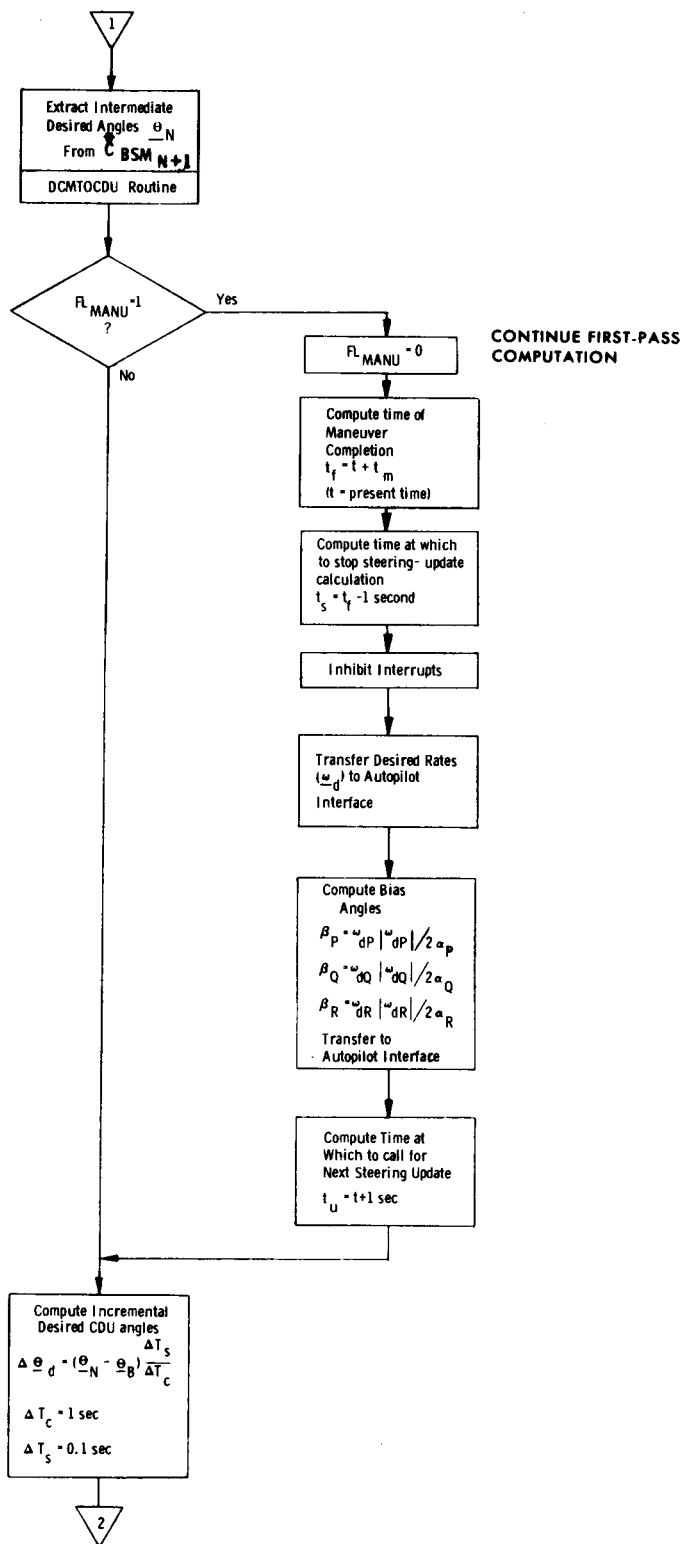 1
Extract Intermediate
Desired Angles θ_N
From C* BSM N+1
DCMTOCDU Routine
FL MANU =1
?
Yes
No
FL MANU = 0
CONTINUE FIRST-PASS
COMPUTATION
Compute time of
Maneuver
Completion
t_f = t + t_m
(t = present time)
Compute time at which
to stop steering- update
calculation
t_s = t_f -1 second
Inhibit Interrupts
Transfer Desired Rates
(ω_d) to Autopilot
Interface
Compute Bias
Angles
β_P = ω_dP |ω_dP| /2 α_P
β_Q = ω_dQ |ω_dQ| /2 α_Q
β_R = ω_dR |ω_dR| /2 α_R
Transfer to
Autopilot Interface
Compute Time at
Which to call for
Next Steering Update
t_u = t+1 sec
Compute Incremental
Desired CDU angles
Δ θ_d = (θ_N - θ_B) ΔT_s / ΔT_c
Δ T_c = 1 sec
Δ T_s = 0.1 sec
2